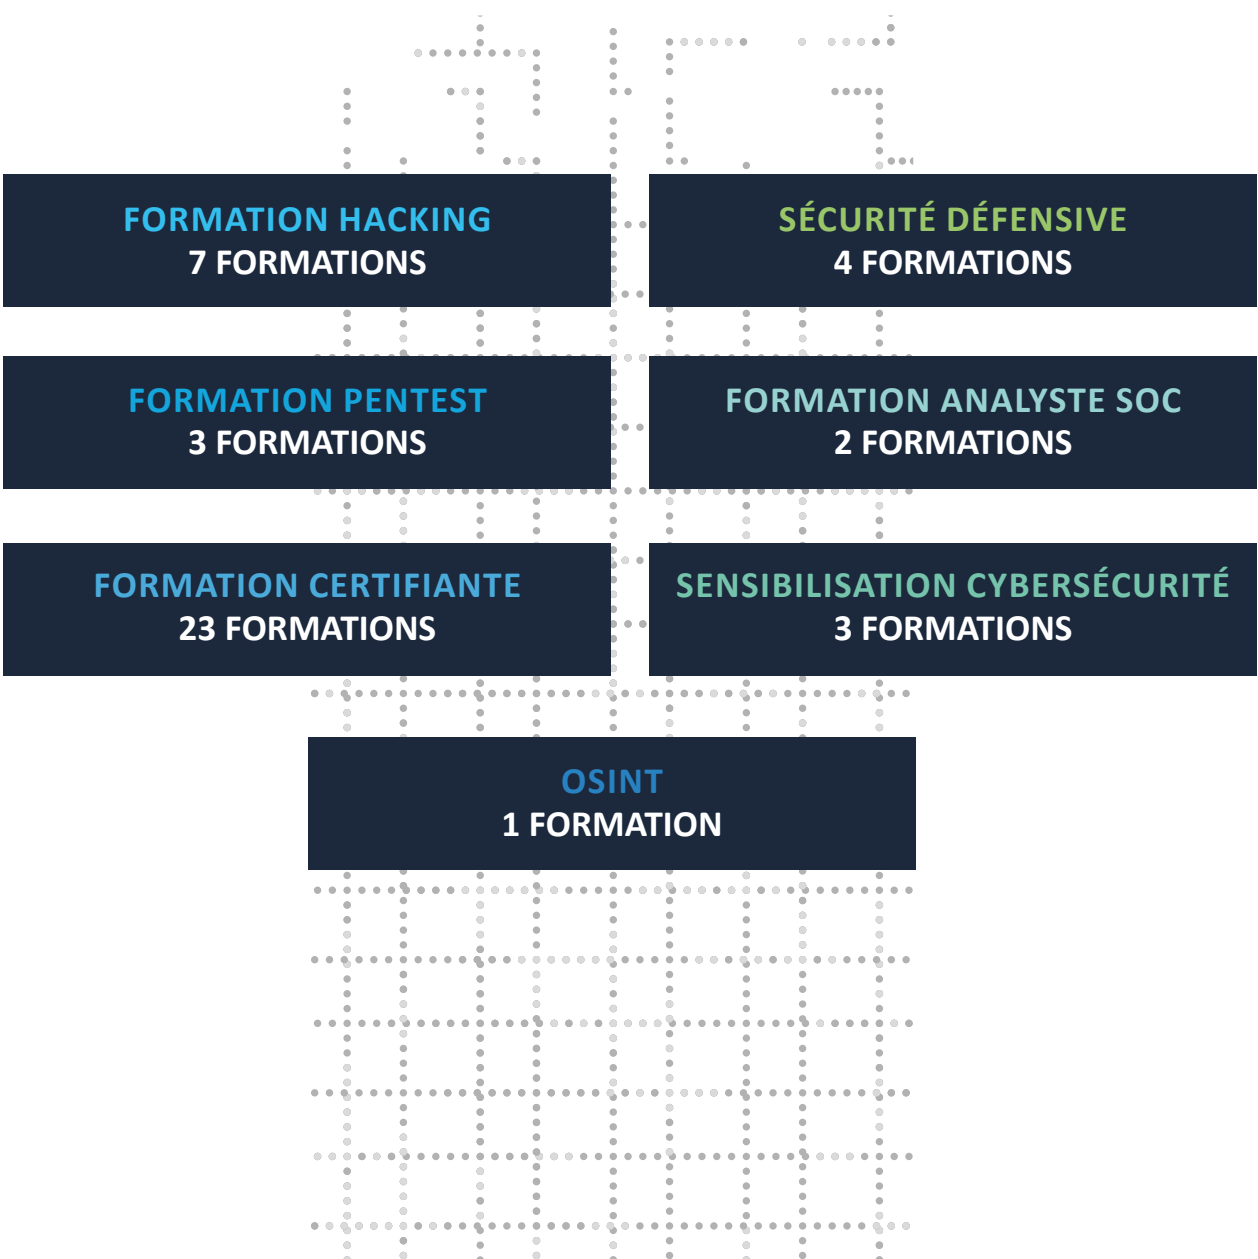 FORMATION HACKING
7 FORMATIONS
SÉCURITÉ DÉFENSIVE
4 FORMATIONS
FORMATION PENTEST
3 FORMATIONS
FORMATION ANALYSTE SOC
2 FORMATIONS
FORMATION CERTIFIANTE
23 FORMATIONS
SENSIBILISATION CYBERSÉCURITÉ
3 FORMATIONS
OSINT
1 FORMATION